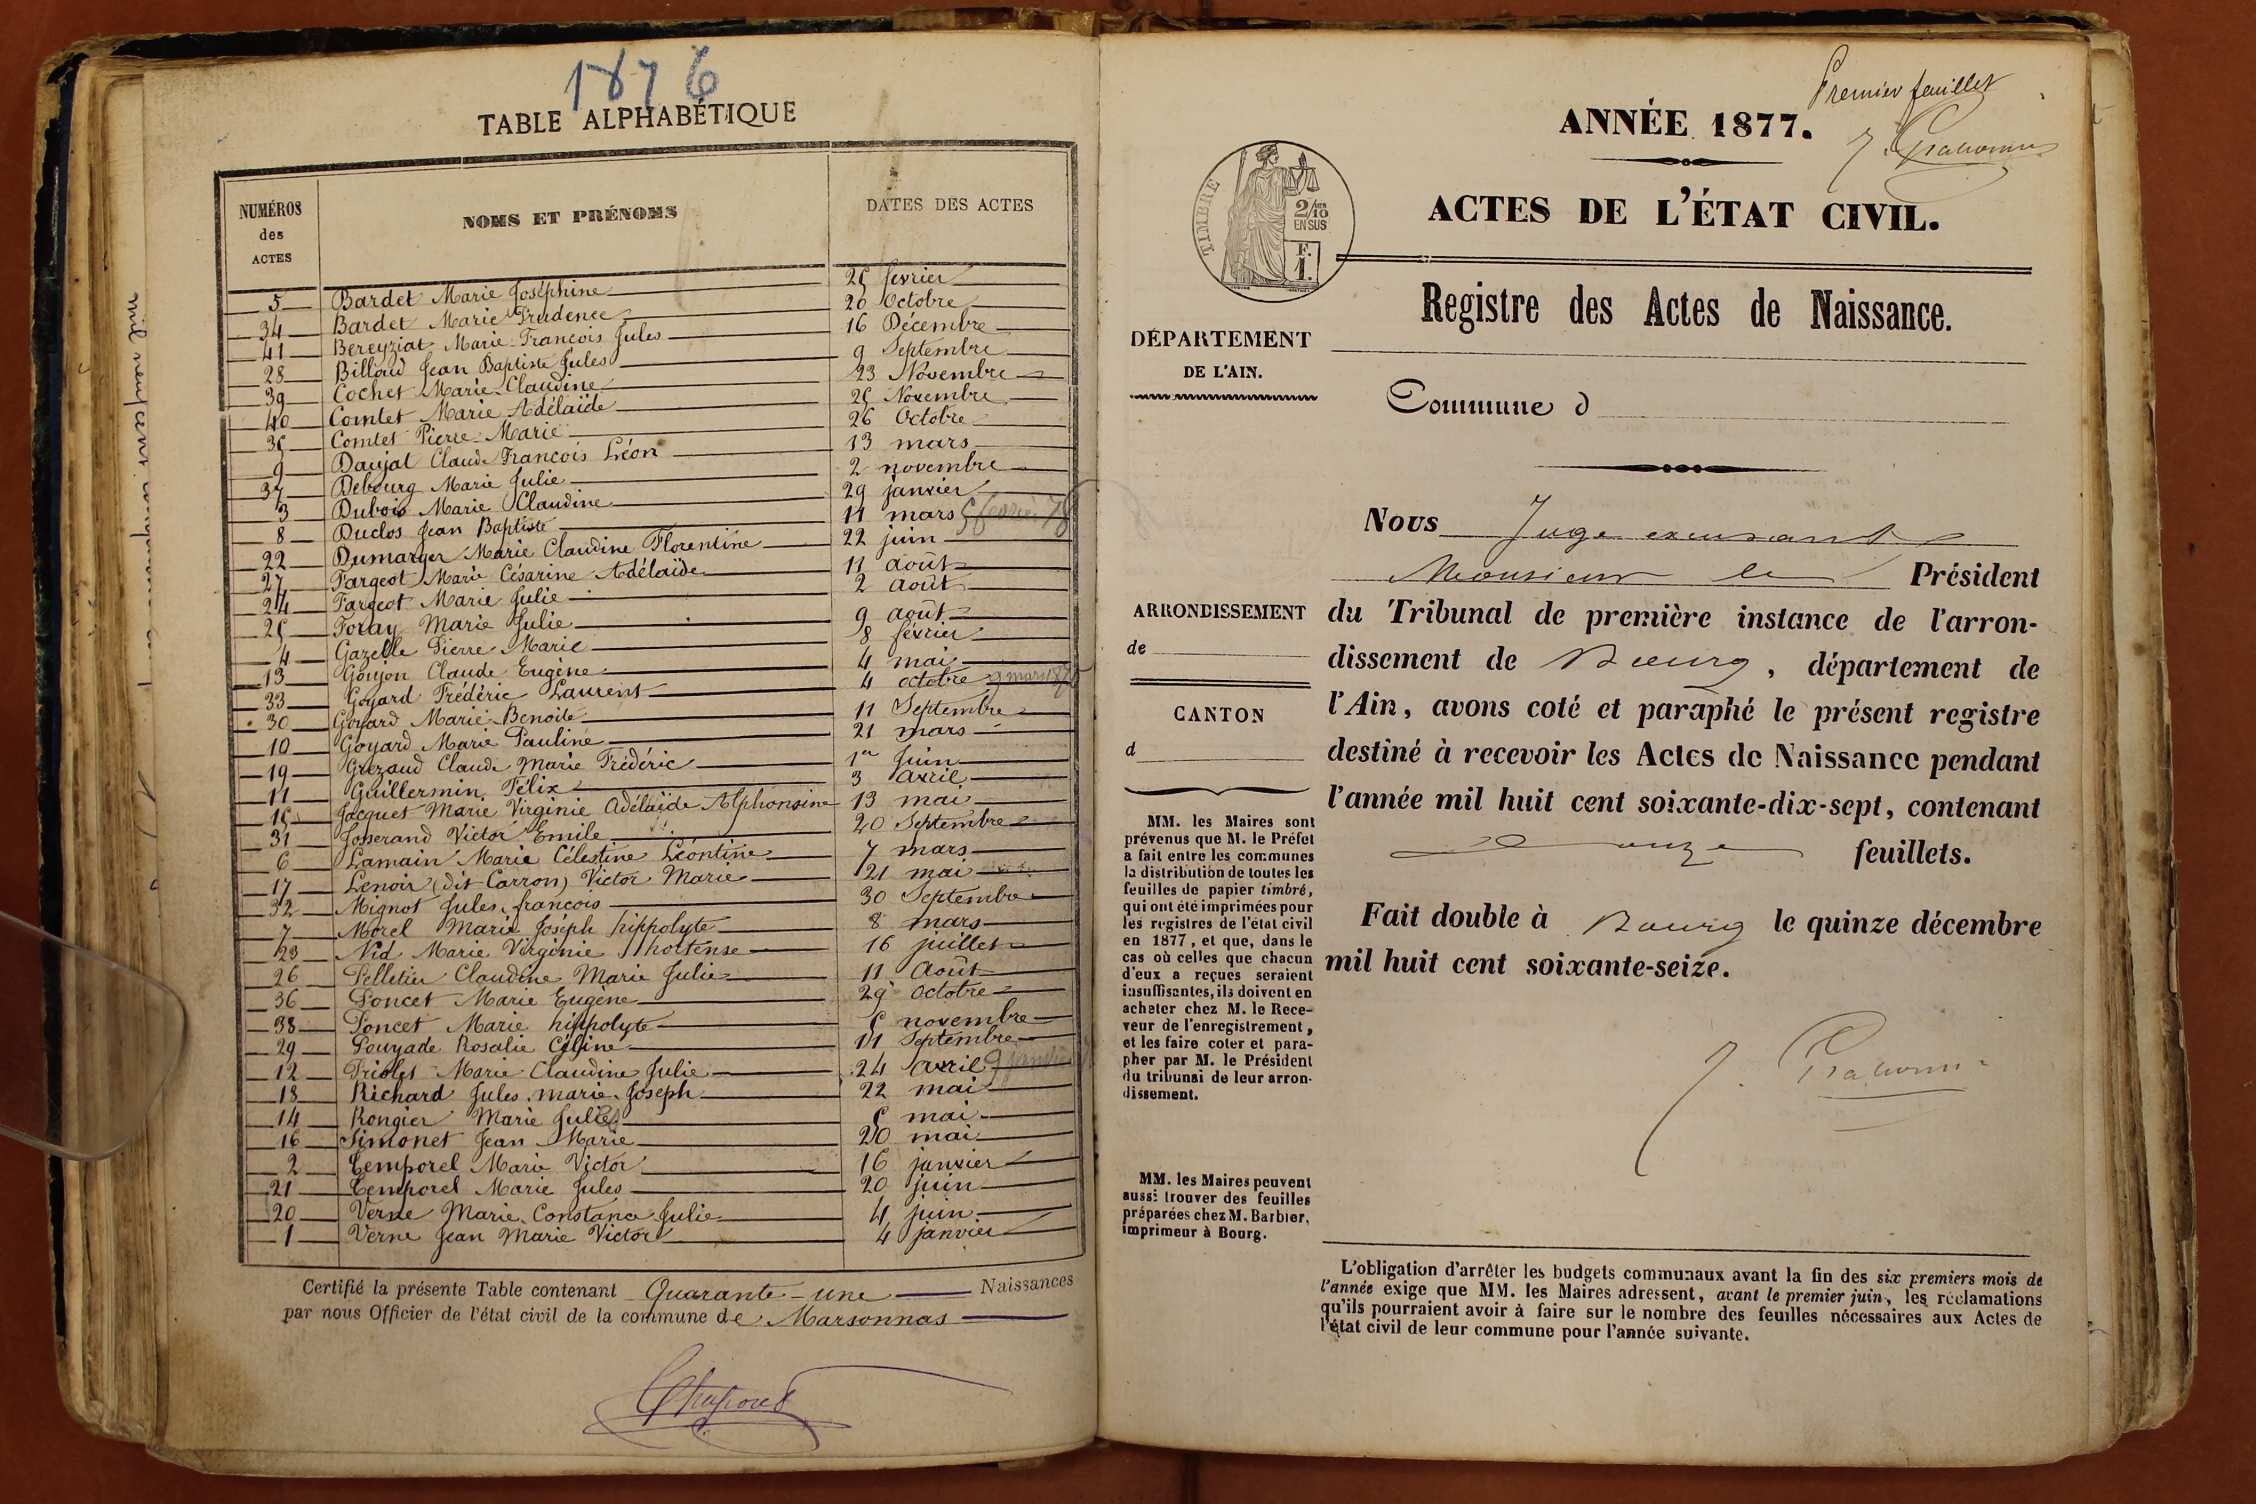 1876
TABLE ALPHABÉTIQUE
NUMÉROS des ACTES
NOMS ET PRÉNOMS
DATES DES ACTES
5 Bardet Marie Joséphine 25 fevrier
34 Bardet Marie Prudence 20 Octobre
41 Bereyziat Marie François Jules 16 Décembre
28 Billoud Jean Baptiste Jules 9 Septembre
39 Cochet Marie Claudine 23 Novembre
40 Comtet Marie Adélaïde 25 Novembre
35 Comtet Pierre Marie 26 Octobre
9 Daujat Claude François Léon 13 mars
37 Debourg Marie Julie 2 novembre
3 Dubois Marie Claudine 29 janvier
8 Duclos Jean Baptiste 11 mars
22 Dumarger Marie Claudine Florentine 22 juin
27 Fargeot Marie Césarine Adélaïde 11 août
24 Fargeot Marie Julie 2 août
25 Foray Marie Julie 9 août
4 Gazelle Pierre Marie 8 février
13 Goujon Claude Eugène 4 mai
33 Goyard Frédéric Laurent 4 octobre
30 Goyard Marie Benoite 11 Septembre
10 Goyard Marie Pauline 21 mars
19 Grezaud Claude Marie Frédéric 1er Juin
11 Guillermin Félix 3 avril
15 Jacquet Marie Virginie Adélaïde Alphonsine 13 mai
31 Josserand Victor Emile 20 Septembre
6 Lamain Marie Célestine Léontine 7 mars
17 Lenoir (dit Carron) Victor Marie 21 mai
32 Mignot Jules françois 30 Septembre
7 Morel Marie Joséph hippolyte 8 mars
23 Nid Marie Virginie hortense 16 juillet
26 Pelletier Claudine Marie Julie 11 Août
36 Poncet Marie Eugene 29 Octobre
38 Poncet Marie hippolyte 5 novembre
29 Pouyade Rosalie Céline 11 Septembre
12 Priolet Marie Claudine Julie 24 Avril
18 Richard Jules marie Joseph 22 mai
14 Rongier Marie Julie 5 mai
16 Simonet Jean Marie 20 mai
2 Temporel Marie Victor 16 janvier
21 Temporel Marie Jules 20 juin
20 Verne Marie Constance Julie 4 juin
1 Verne Jean Marie Victor 4 janvier
Certifié la présente Table contenant Quarante-une Naissances
par nous Officier de l'état civil de la commune de Marsonnas
Premier feuillet
ANNÉE 1877.
ACTES DE L'ÉTAT CIVIL.
TIMBRE
2/10
EN SUS
F.
1.
Registre des Actes de Naissance.
DÉPARTEMENT
DE L'AIN.
Commune d
Nous Juge excusant
Monsieur le Président
ARRONDISSEMENT
de
du Tribunal de première instance de l'arron-
dissement de Bourg, département de
l'Ain, avons coté et paraphé le présent registre
destiné à recevoir les Actes de Naissance pendant
l'année mil huit cent soixante-dix-sept, contenant
onze feuillets.
CANTON
d
Fait double à Bourg le quinze décembre
mil huit cent soixante-seize.
MM. les Maires sont
prévenus que M. le Préfet
a fait entre les communes
la distribution de toutes les
feuilles de papier timbré,
qui ont été imprimées pour
les registres de l'état civil
en 1877, et que, dans le
cas où celles que chacun
d'eux a reçues seraient
insuffisantes, ils doivent en
acheter chez M. le Rece-
veur de l'enregistrement,
et les faire coter et para-
pher par M. le Président
du tribunal de leur arron-
dissement.
MM. les Maires peuvent
aussi trouver des feuilles
préparées chez M. Barbier,
imprimeur à Bourg.
L'obligation d'arrêter les budgets communaux avant la fin des six premiers mois de
l'année exige que MM. les Maires adressent, avant le premier juin, les réclamations
qu'ils pourraient avoir à faire sur le nombre des feuilles nécessaires aux Actes de
l'état civil de leur commune pour l'année suivante.